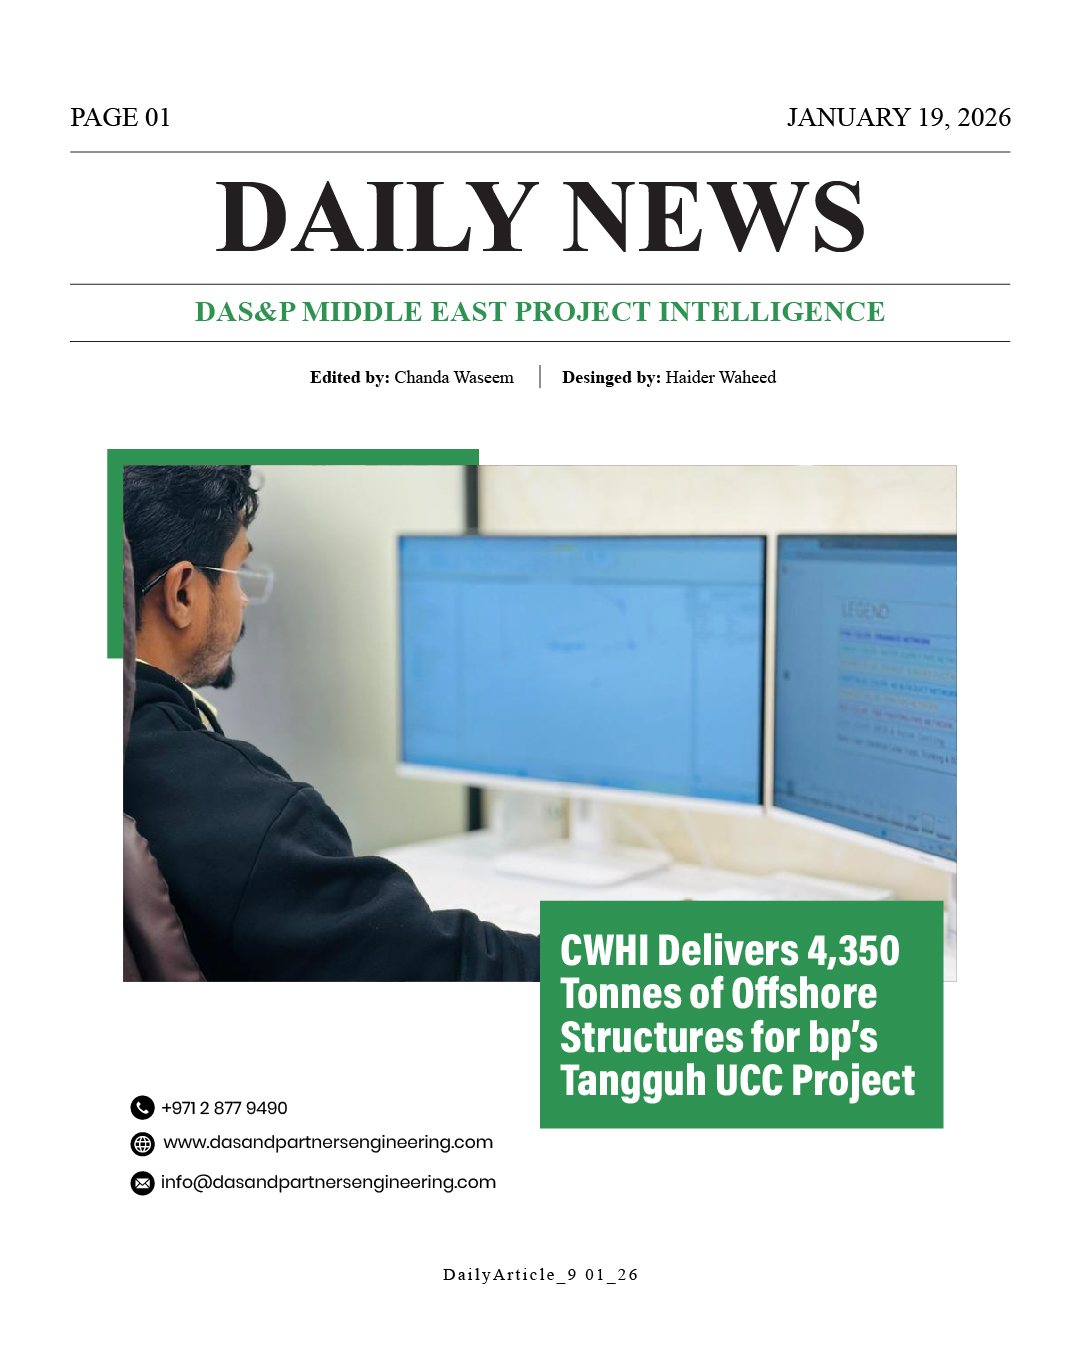 PAGE 01
JANUARY 19, 2026
DAILY NEWS
DAS&P MIDDLE EAST PROJECT INTELLIGENCE
Edited by: Chanda Waseem
Desinged by: Haider Waheed
LEGEND
CWHI Delivers 4,350
Tonnes of Offshore
Structures for bp’s
Tangguh UCC Project
+971 2 877 9490
www.dasandpartnersengineering.com
info@dasandpartnersengineering.com
DailyArticle_9 01_26